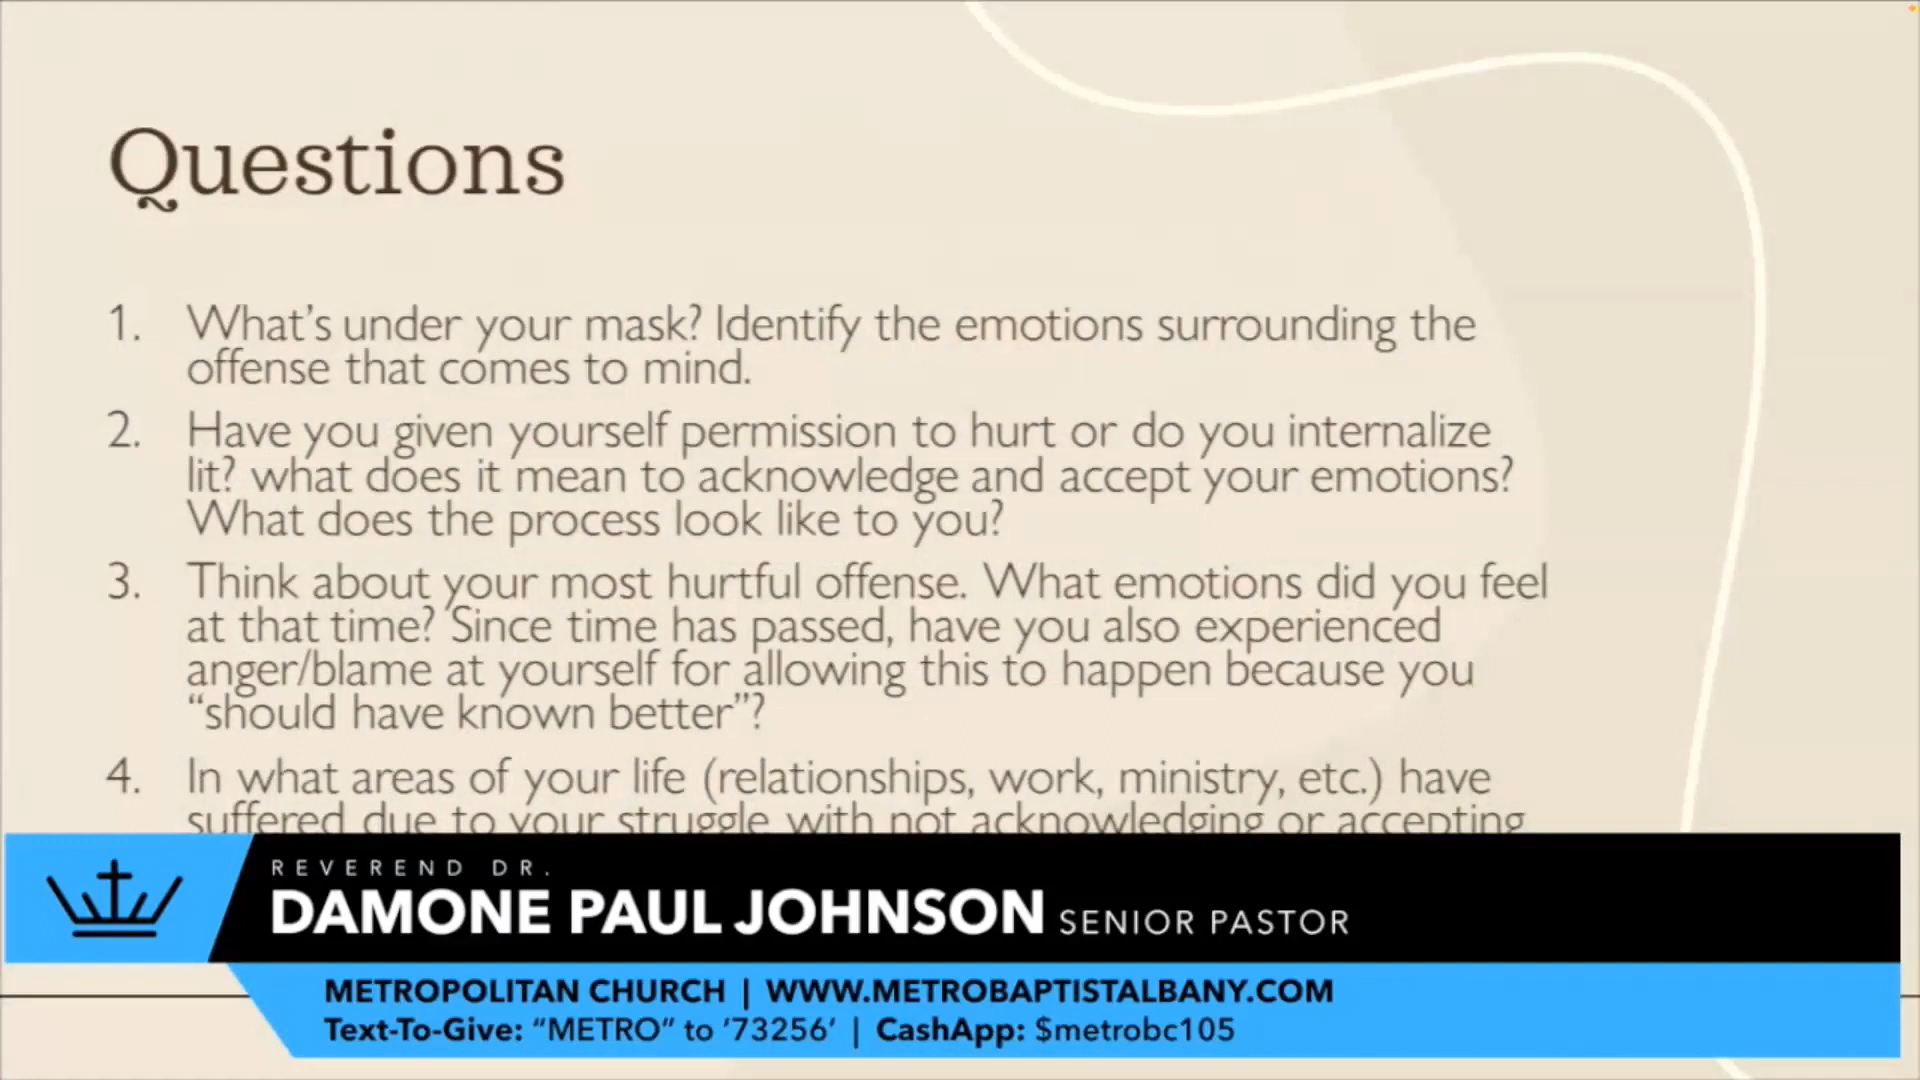 Questions
1. What's under your mask? Identify the emotions surrounding the
offense that comes to mind.
2. Have you given yourself permission to hurt or do you internalize
lit? what does it mean to acknowledge and accept your emotions?
What does the process look like to you?
3. Think about your most hurtful offense. What emotions did you feel
at that time? Since time has passed, have you also experienced
anger/blame at yourself for allowing this to happen because you
“should have known better”?
4. In what areas of your life (relationships, work, ministry, etc.) have
suffered due to your struggle with not acknowledging or accepting
REVEREND DR.
DAMONE PAUL JOHNSON SENIOR PASTOR
METROPOLITAN CHURCH | WWW.METROBAPTISTALBANY.COM
Text-To-Give: “METRO” to ‘73256’ | CashApp: $metrobc105